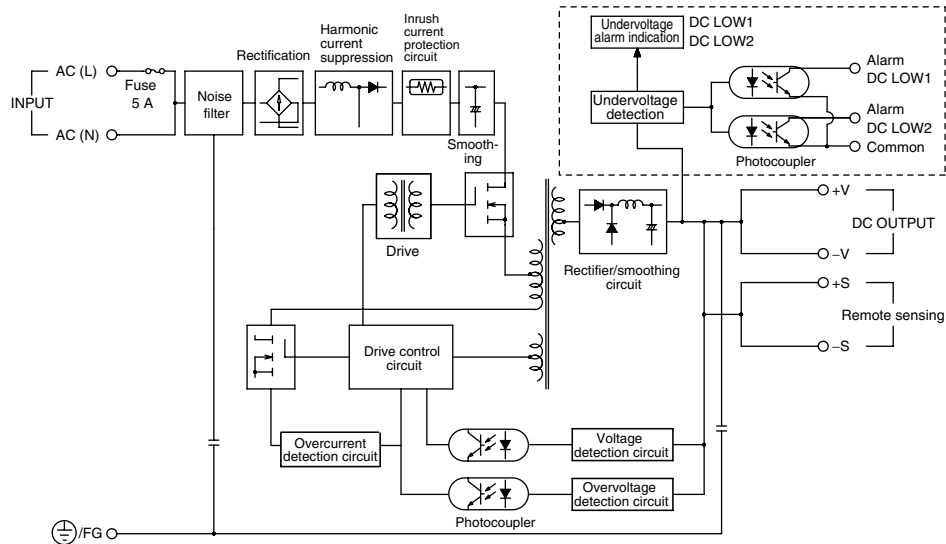 Undervoltage
alarm indication
DC LOW1
DC LOW2
Harmonic
current
suppression
Inrush
current
protection
circuit
Rectification
AC (L)
Fuse
5 A
INPUT
AC (N)
Noise
filter
Smooth-
ing
Undervoltage
detection
Alarm
DC LOW1
Alarm
DC LOW2
Common
Photocoupler
Drive
Rectifier/smoothing
circuit
+V
DC OUTPUT
–V
+S
Remote sensing
–S
Drive control
circuit
Overcurrent
detection circuit
Voltage
detection circuit
Overvoltage
detection circuit
Photocoupler
/FG